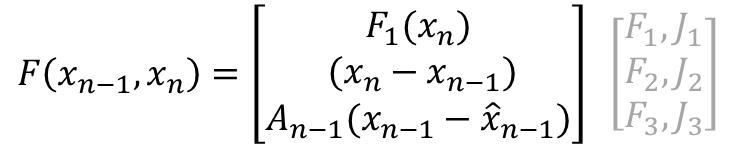 F(x_{n−1}, x_n) = [F_1(x_n) [F_1, J_1
(x_n − x_{n−1}) F_2, J_2
A_{n−1}(x_{n−1} − x̂_{n−1})] F_3, J_3]